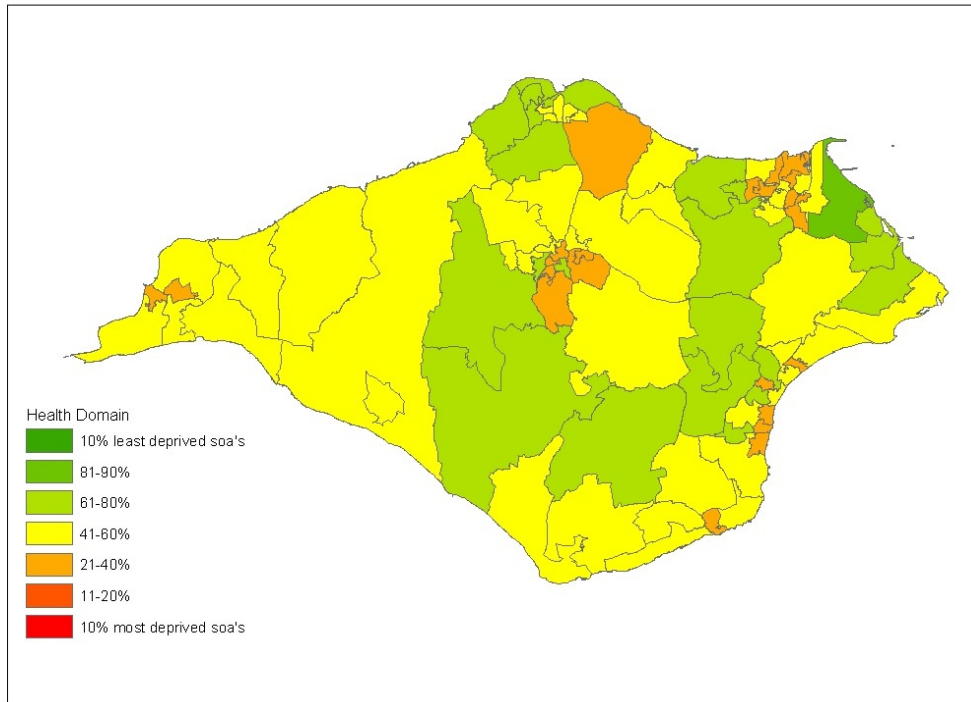 Health Domain
10% least deprived soa's
81-90%
61-80%
41-60%
21-40%
11-20%
10% most deprived soa's